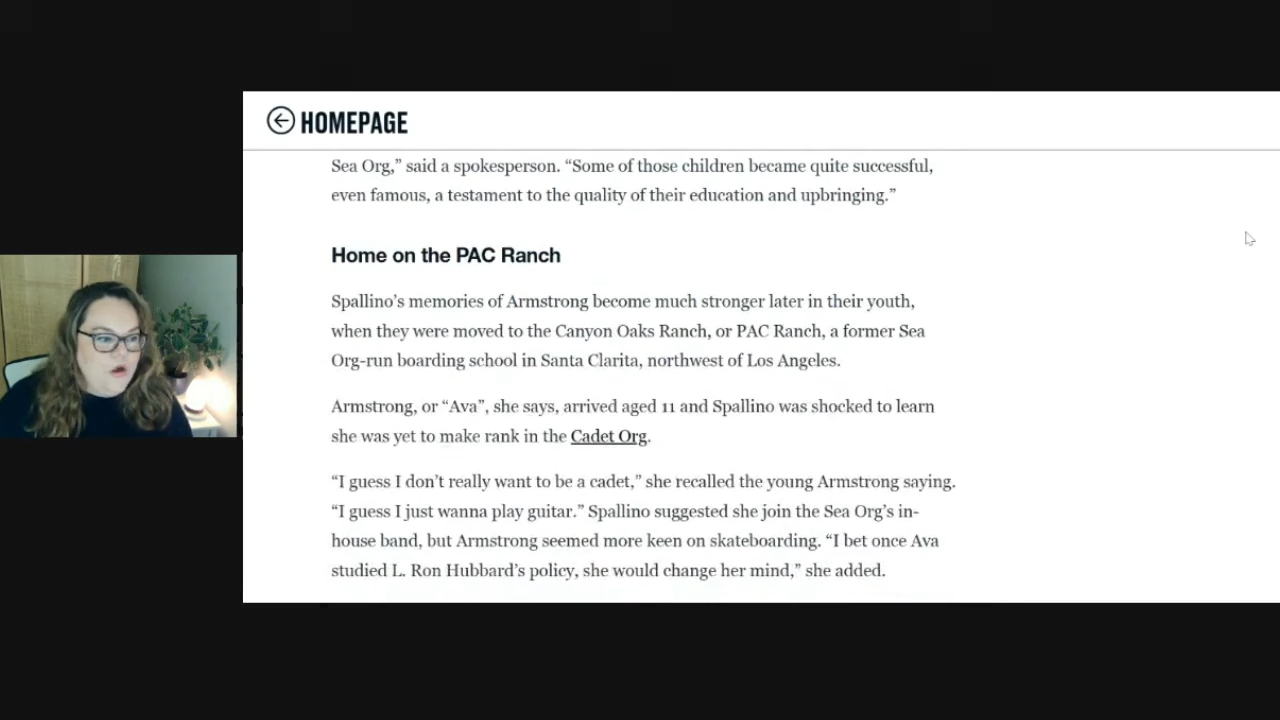 HOMEPAGE
Sea Org,” said a spokesperson. “Some of those children became quite successful,
even famous, a testament to the quality of their education and upbringing.”
Home on the PAC Ranch
Spallino’s memories of Armstrong become much stronger later in their youth,
when they were moved to the Canyon Oaks Ranch, or PAC Ranch, a former Sea
Org-run boarding school in Santa Clarita, northwest of Los Angeles.
Armstrong, or “Ava”, she says, arrived aged 11 and Spallino was shocked to learn
she was yet to make rank in the Cadet Org.
“I guess I don’t really want to be a cadet,” she recalled the young Armstrong saying.
“I guess I just wanna play guitar.” Spallino suggested she join the Sea Org’s in-
house band, but Armstrong seemed more keen on skateboarding. “I bet once Ava
studied L. Ron Hubbard’s policy, she would change her mind,” she added.